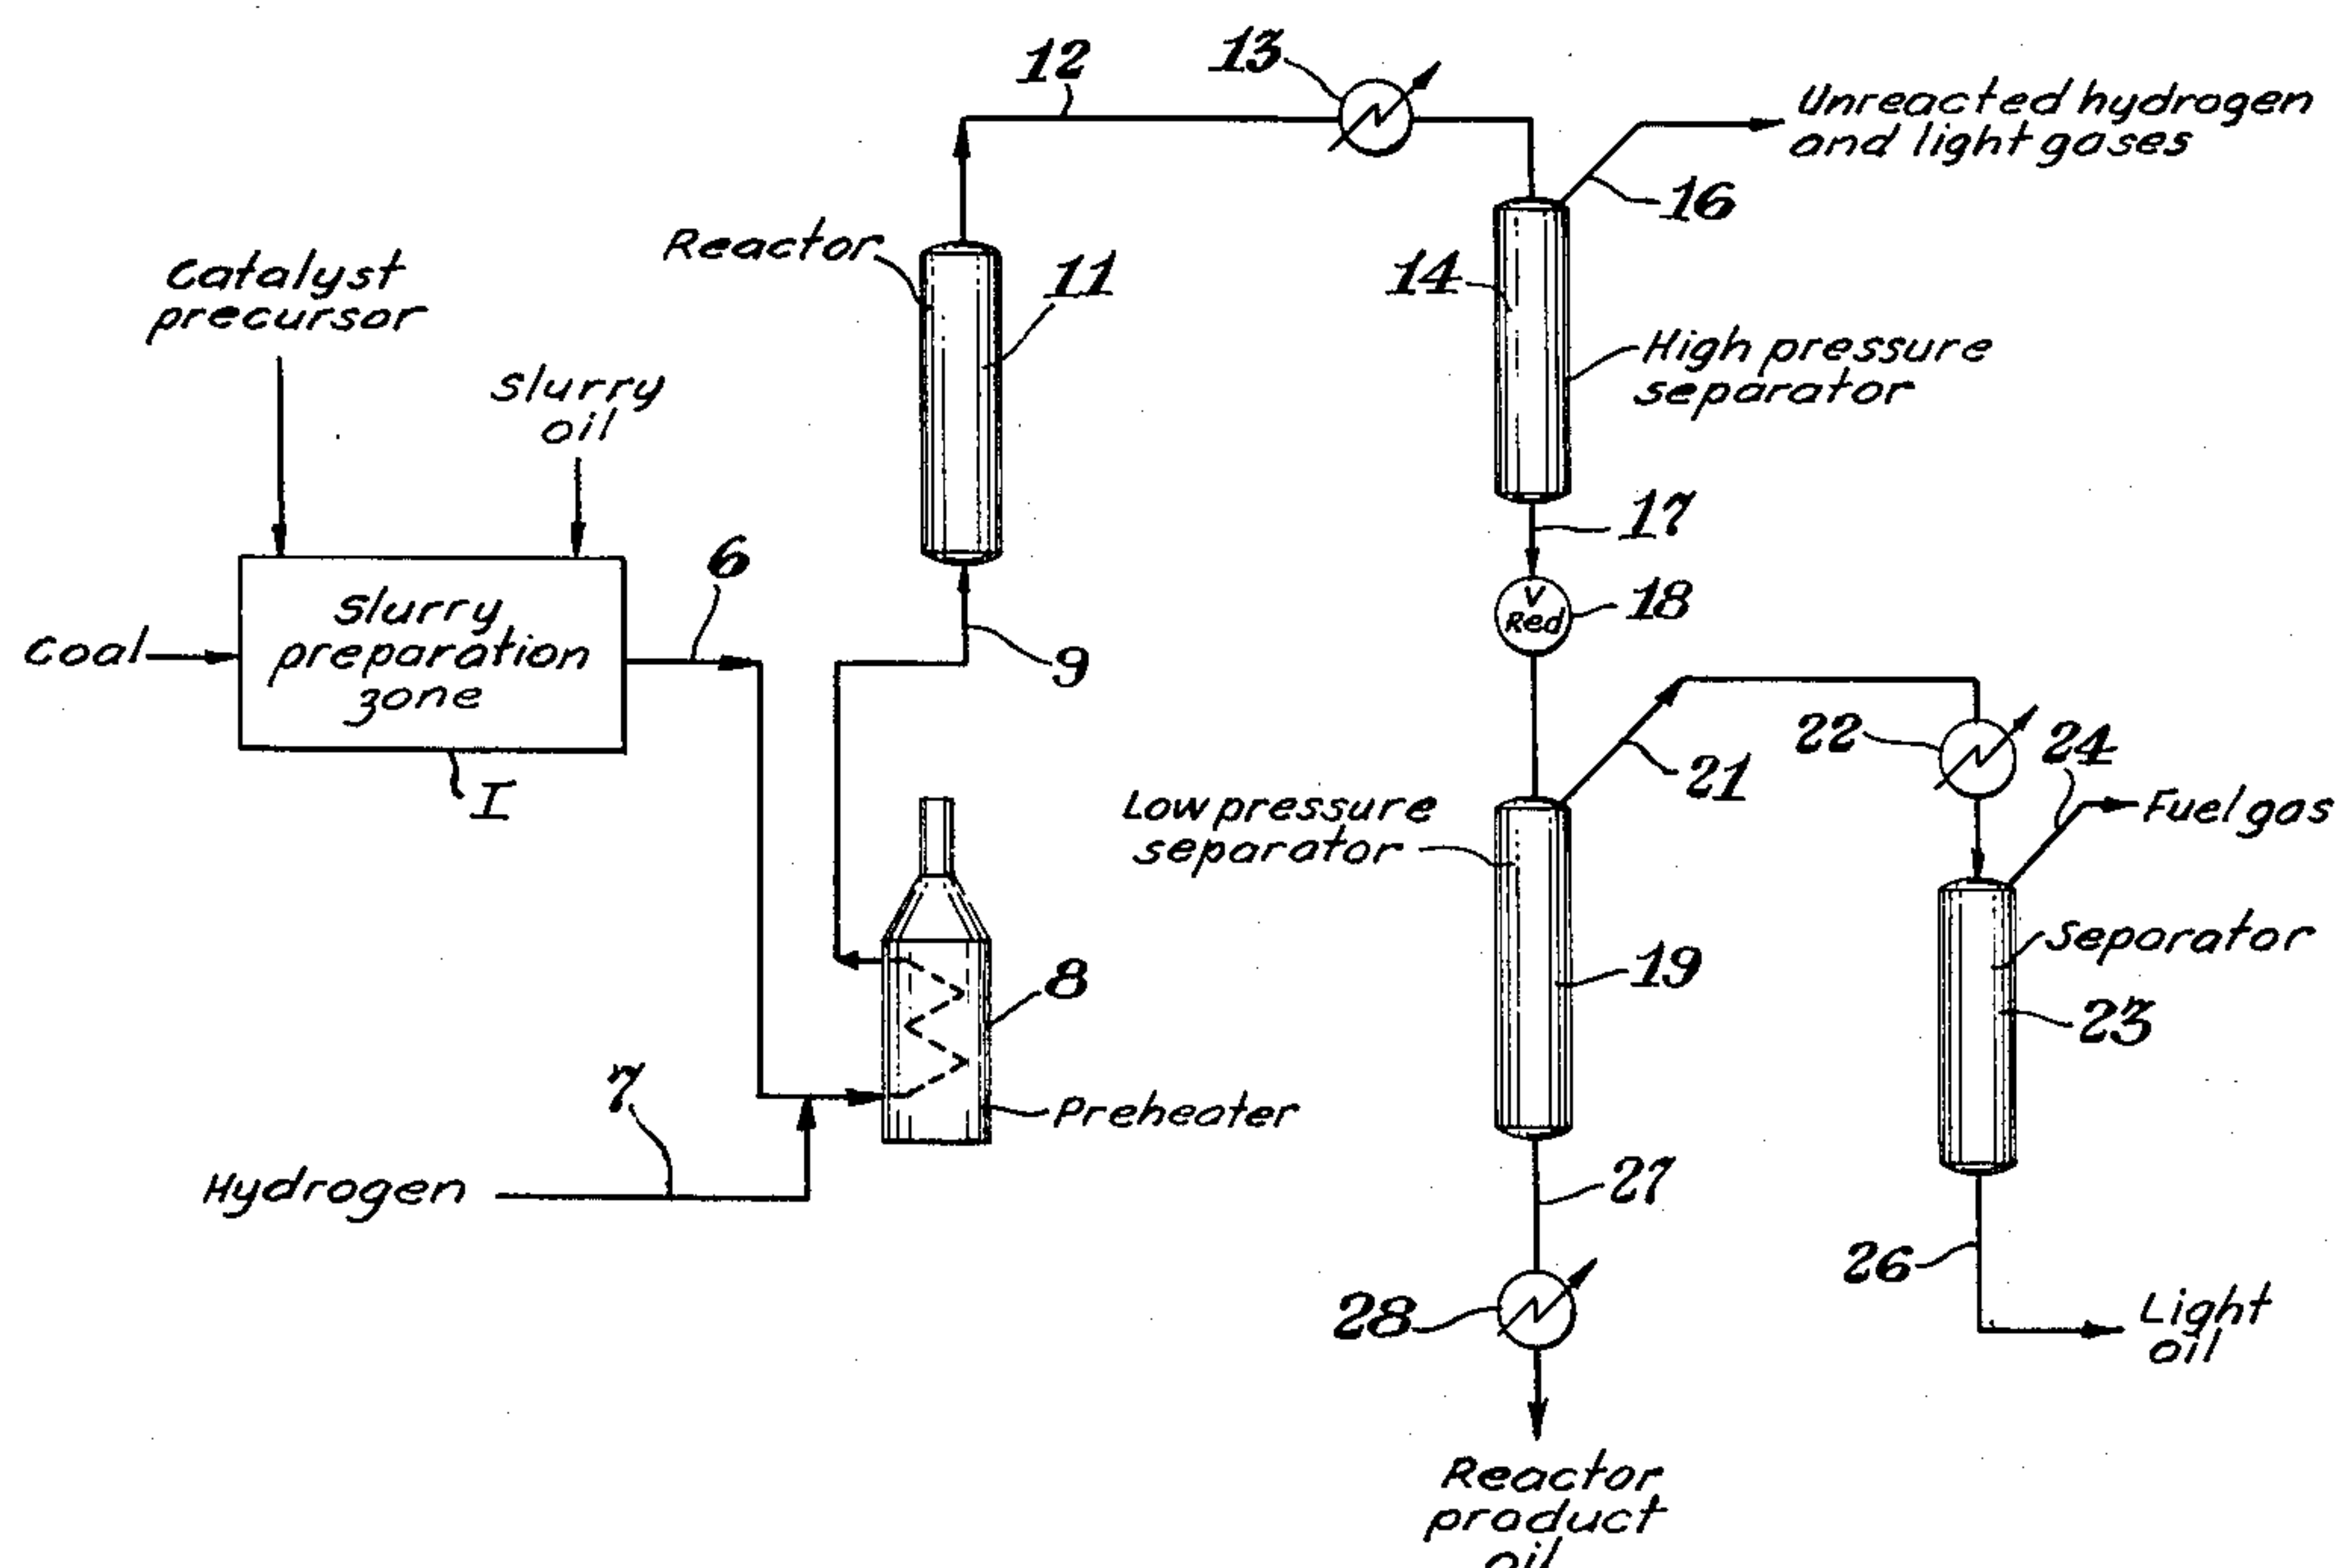 12
13
Unreacted hydrogen
and light gases
16
Reactor
11
14
Catalyst
precursor
High pressure
separator
Slurry
oil
17
6
18
V
Red
Slurry
preparation
zone
Coal
9
I
22
24
21
Low pressure
separator
Fuel gas
Separator
8
19
23
7
Preheater
Hydrogen
27
26
28
Light
oil
Reactor
product
oil